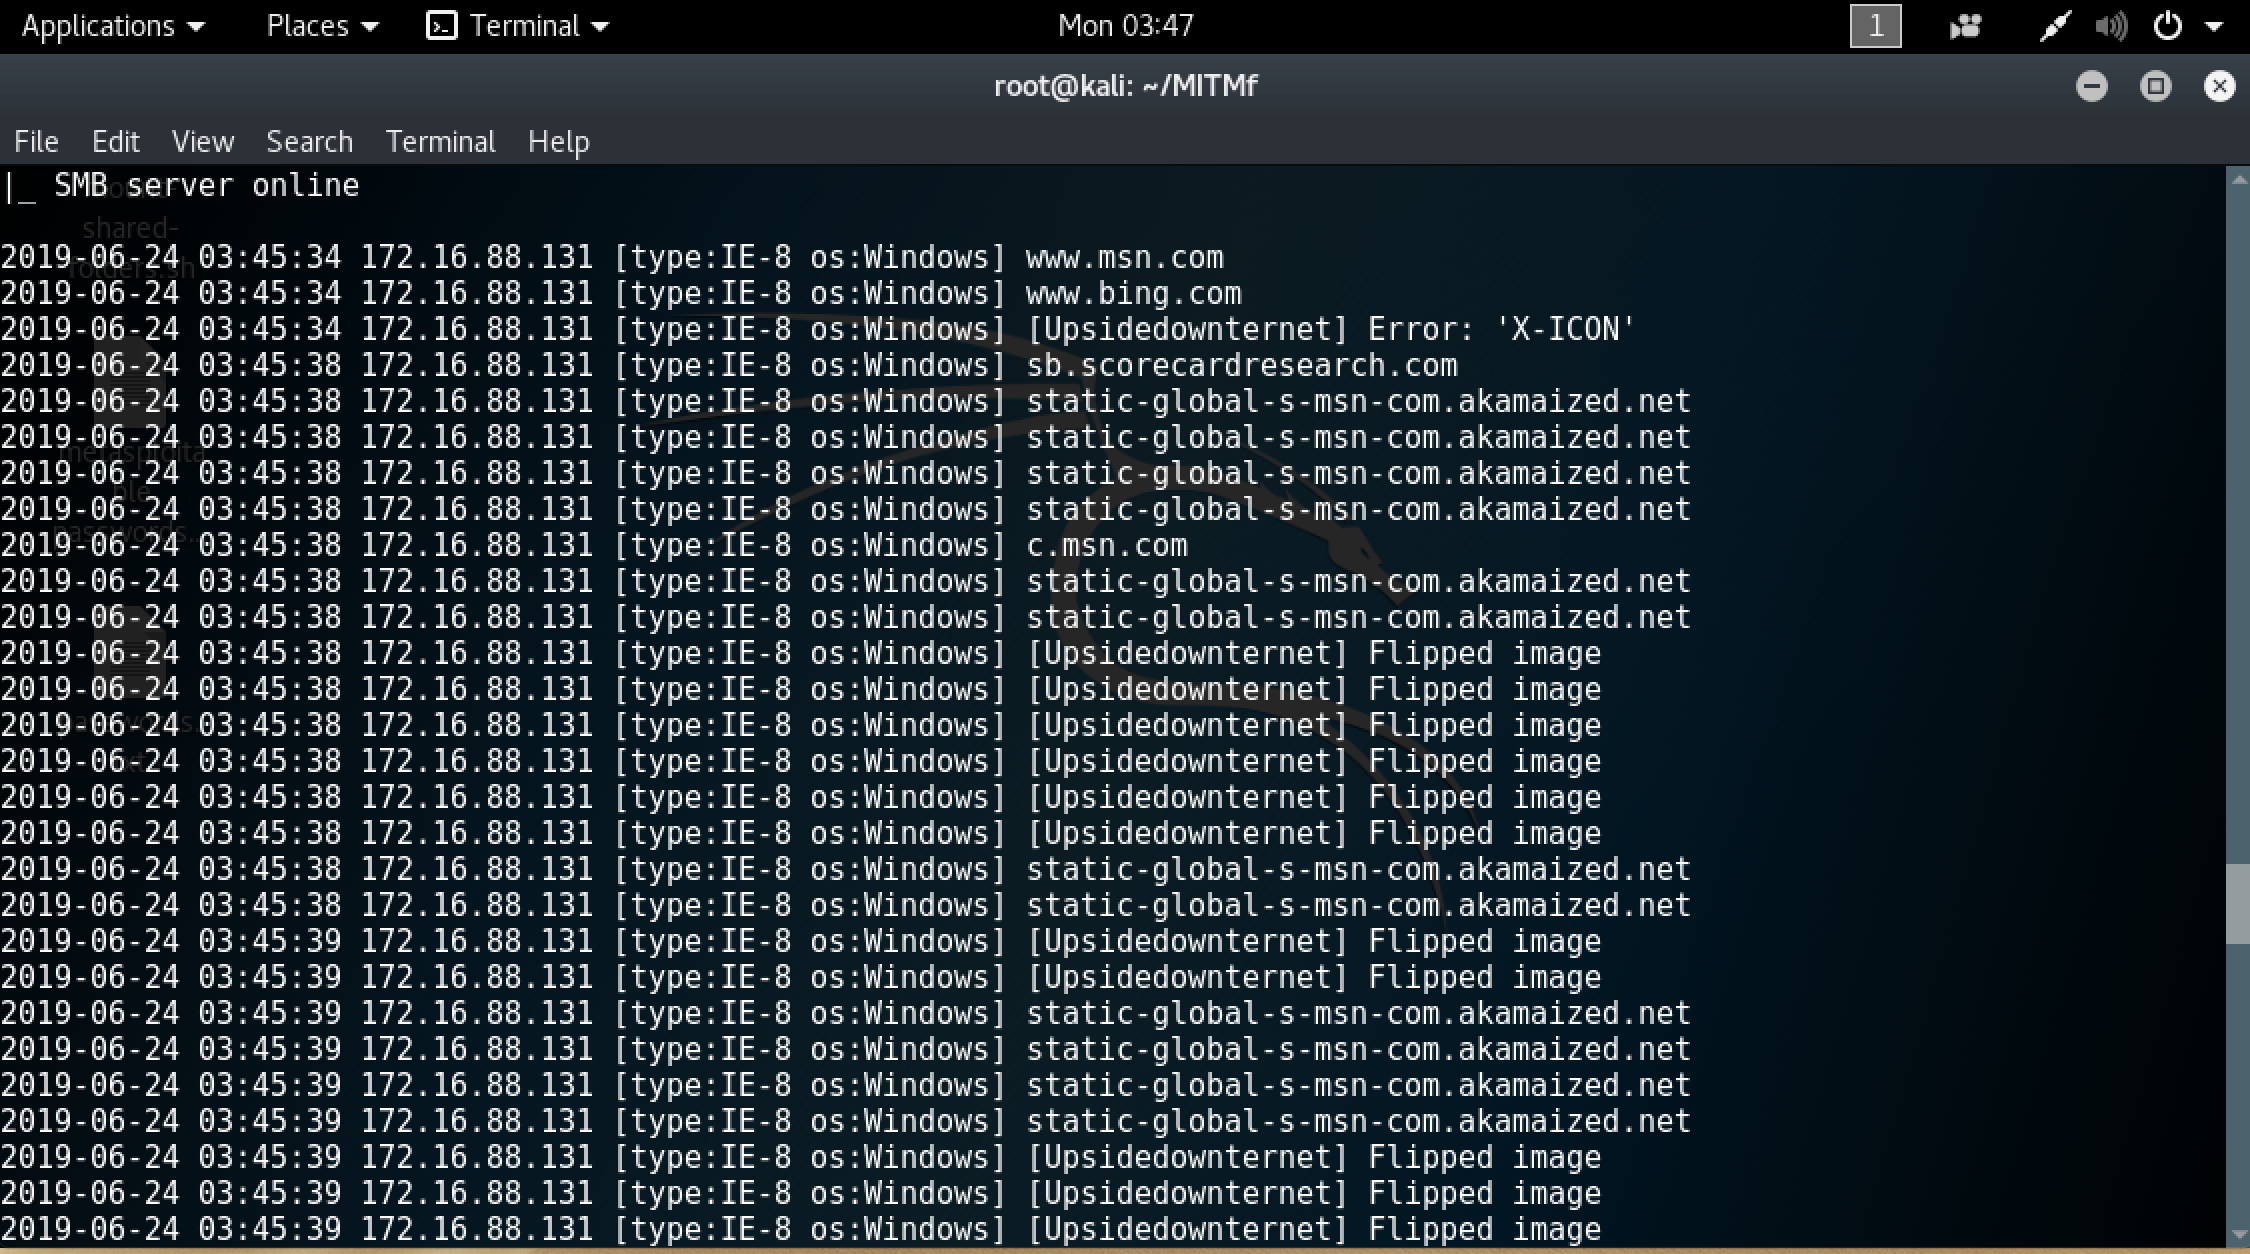 Applications Places Terminal Mon 03:47 1
root@kali: ~/MITMf
File Edit View Search Terminal Help
|_ SMB server online
shared-
folders.sh
2019-06-24 03:45:34 172.16.88.131 [type:IE-8 os:Windows] www.msn.com
2019-06-24 03:45:34 172.16.88.131 [type:IE-8 os:Windows] www.bing.com
2019-06-24 03:45:34 172.16.88.131 [type:IE-8 os:Windows] [Upsidedownternet] Error: 'X-ICON'
2019-06-24 03:45:38 172.16.88.131 [type:IE-8 os:Windows] sb.scorecardresearch.com
2019-06-24 03:45:38 172.16.88.131 [type:IE-8 os:Windows] static-global-s-msn-com.akamaized.net
2019-06-24 03:45:38 172.16.88.131 [type:IE-8 os:Windows] static-global-s-msn-com.akamaized.net
2019-06-24 03:45:38 172.16.88.131 [type:IE-8 os:Windows] static-global-s-msn-com.akamaized.net
2019-06-24 03:45:38 172.16.88.131 [type:IE-8 os:Windows] static-global-s-msn-com.akamaized.net
2019-06-24 03:45:38 172.16.88.131 [type:IE-8 os:Windows] c.msn.com
2019-06-24 03:45:38 172.16.88.131 [type:IE-8 os:Windows] static-global-s-msn-com.akamaized.net
2019-06-24 03:45:38 172.16.88.131 [type:IE-8 os:Windows] static-global-s-msn-com.akamaized.net
2019-06-24 03:45:38 172.16.88.131 [type:IE-8 os:Windows] [Upsidedownternet] Flipped image
2019-06-24 03:45:38 172.16.88.131 [type:IE-8 os:Windows] [Upsidedownternet] Flipped image
2019-06-24 03:45:38 172.16.88.131 [type:IE-8 os:Windows] [Upsidedownternet] Flipped image
2019-06-24 03:45:38 172.16.88.131 [type:IE-8 os:Windows] [Upsidedownternet] Flipped image
2019-06-24 03:45:38 172.16.88.131 [type:IE-8 os:Windows] [Upsidedownternet] Flipped image
2019-06-24 03:45:38 172.16.88.131 [type:IE-8 os:Windows] [Upsidedownternet] Flipped image
2019-06-24 03:45:38 172.16.88.131 [type:IE-8 os:Windows] static-global-s-msn-com.akamaized.net
2019-06-24 03:45:38 172.16.88.131 [type:IE-8 os:Windows] static-global-s-msn-com.akamaized.net
2019-06-24 03:45:39 172.16.88.131 [type:IE-8 os:Windows] [Upsidedownternet] Flipped image
2019-06-24 03:45:39 172.16.88.131 [type:IE-8 os:Windows] [Upsidedownternet] Flipped image
2019-06-24 03:45:39 172.16.88.131 [type:IE-8 os:Windows] static-global-s-msn-com.akamaized.net
2019-06-24 03:45:39 172.16.88.131 [type:IE-8 os:Windows] static-global-s-msn-com.akamaized.net
2019-06-24 03:45:39 172.16.88.131 [type:IE-8 os:Windows] static-global-s-msn-com.akamaized.net
2019-06-24 03:45:39 172.16.88.131 [type:IE-8 os:Windows] static-global-s-msn-com.akamaized.net
2019-06-24 03:45:39 172.16.88.131 [type:IE-8 os:Windows] [Upsidedownternet] Flipped image
2019-06-24 03:45:39 172.16.88.131 [type:IE-8 os:Windows] [Upsidedownternet] Flipped image
2019-06-24 03:45:39 172.16.88.131 [type:IE-8 os:Windows] [Upsidedownternet] Flipped image